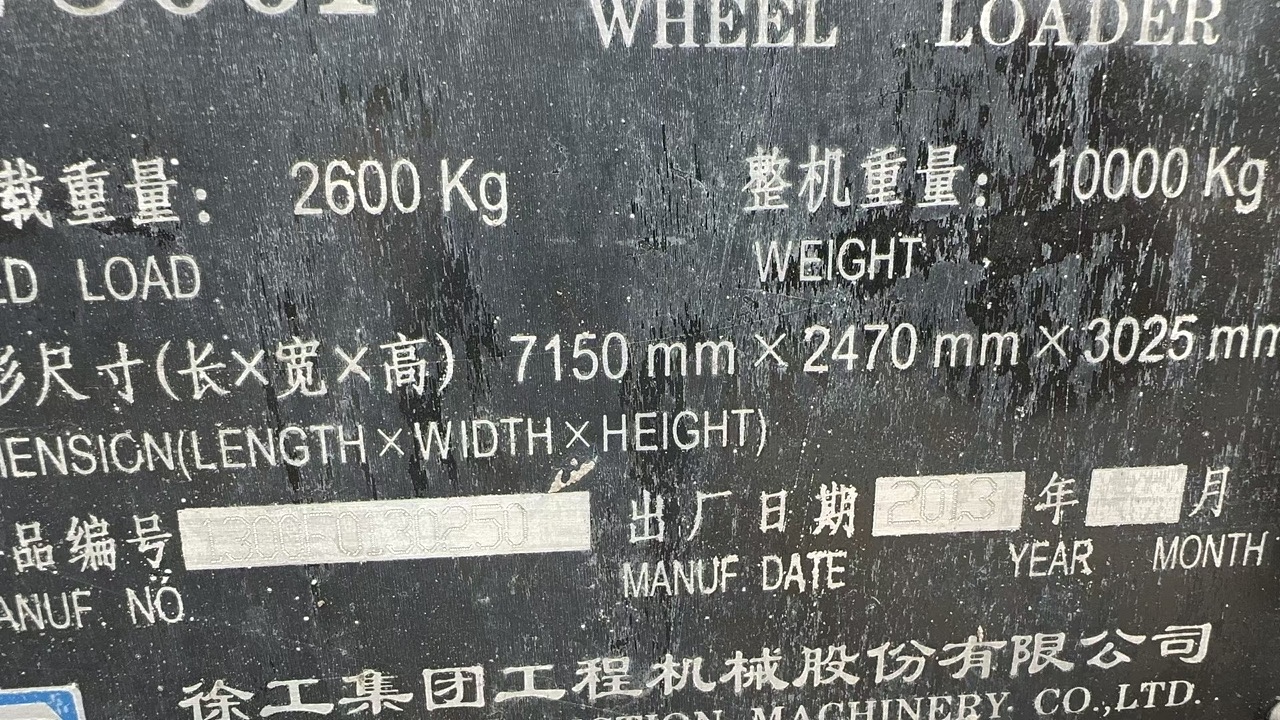 WHEEL LOADER
载重量: 2600 Kg 整机重量: 10000 Kg
ED LOAD WEIGHT
形尺寸(长×宽×高) 7150 mm × 2470 mm × 3025 mm
MENSION(LENGTH×WIDTH×HEIGHT)
品编号 出厂日期 2013 年 月
ANUF. NO. MANUF. DATE YEAR MONTH
徐工集团工程机械股份有限公司
CTION MACHINERY CO.,LTD.